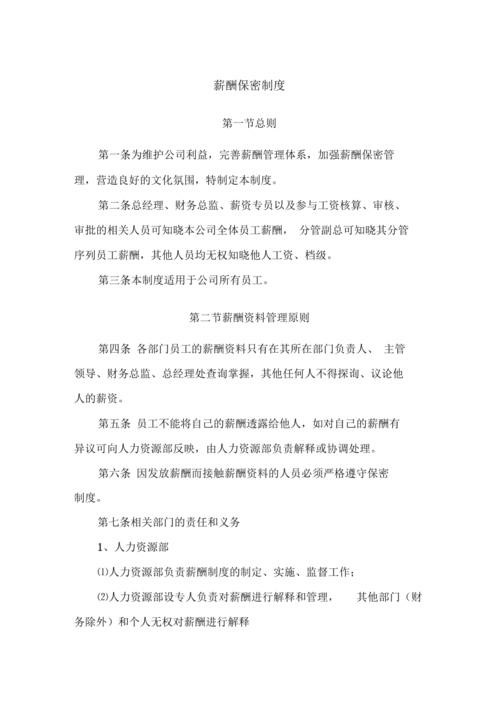 薪酬保密制度
第一节总则
第一条为维护公司利益，完善薪酬管理体系，加强薪酬保密管
理，营造良好的文化氛围，特制定本制度。
第二条总经理、财务总监、薪资专员以及参与工资核算、审核、
审批的相关人员可知晓本公司全体员工薪酬， 分管副总可知晓其分管
序列员工薪酬，其他人员均无权知晓他人工资、档级。
第三条本制度适用于公司所有员工。
第二节薪酬资料管理原则
第四条 各部门员工的薪酬资料只有在其所在部门负责人、 主管
领导、财务总监、总经理处查询掌握，其他任何人不得探询、议论他
人的薪资。
第五条 员工不能将自己的薪酬透露给他人，如对自己的薪酬有
异议可向人力资源部反映，由人力资源部负责解释或协调处理。
第六条 因发放薪酬而接触薪酬资料的人员必须严格遵守保密
制度。
第七条相关部门的责任和义务
1、人力资源部
⑴人力资源部负责薪酬制度的制定、实施、监督工作；
⑵人力资源部设专人负责对薪酬进行解释和管理， 其他部门（财
务除外）和个人无权对薪酬进行解释